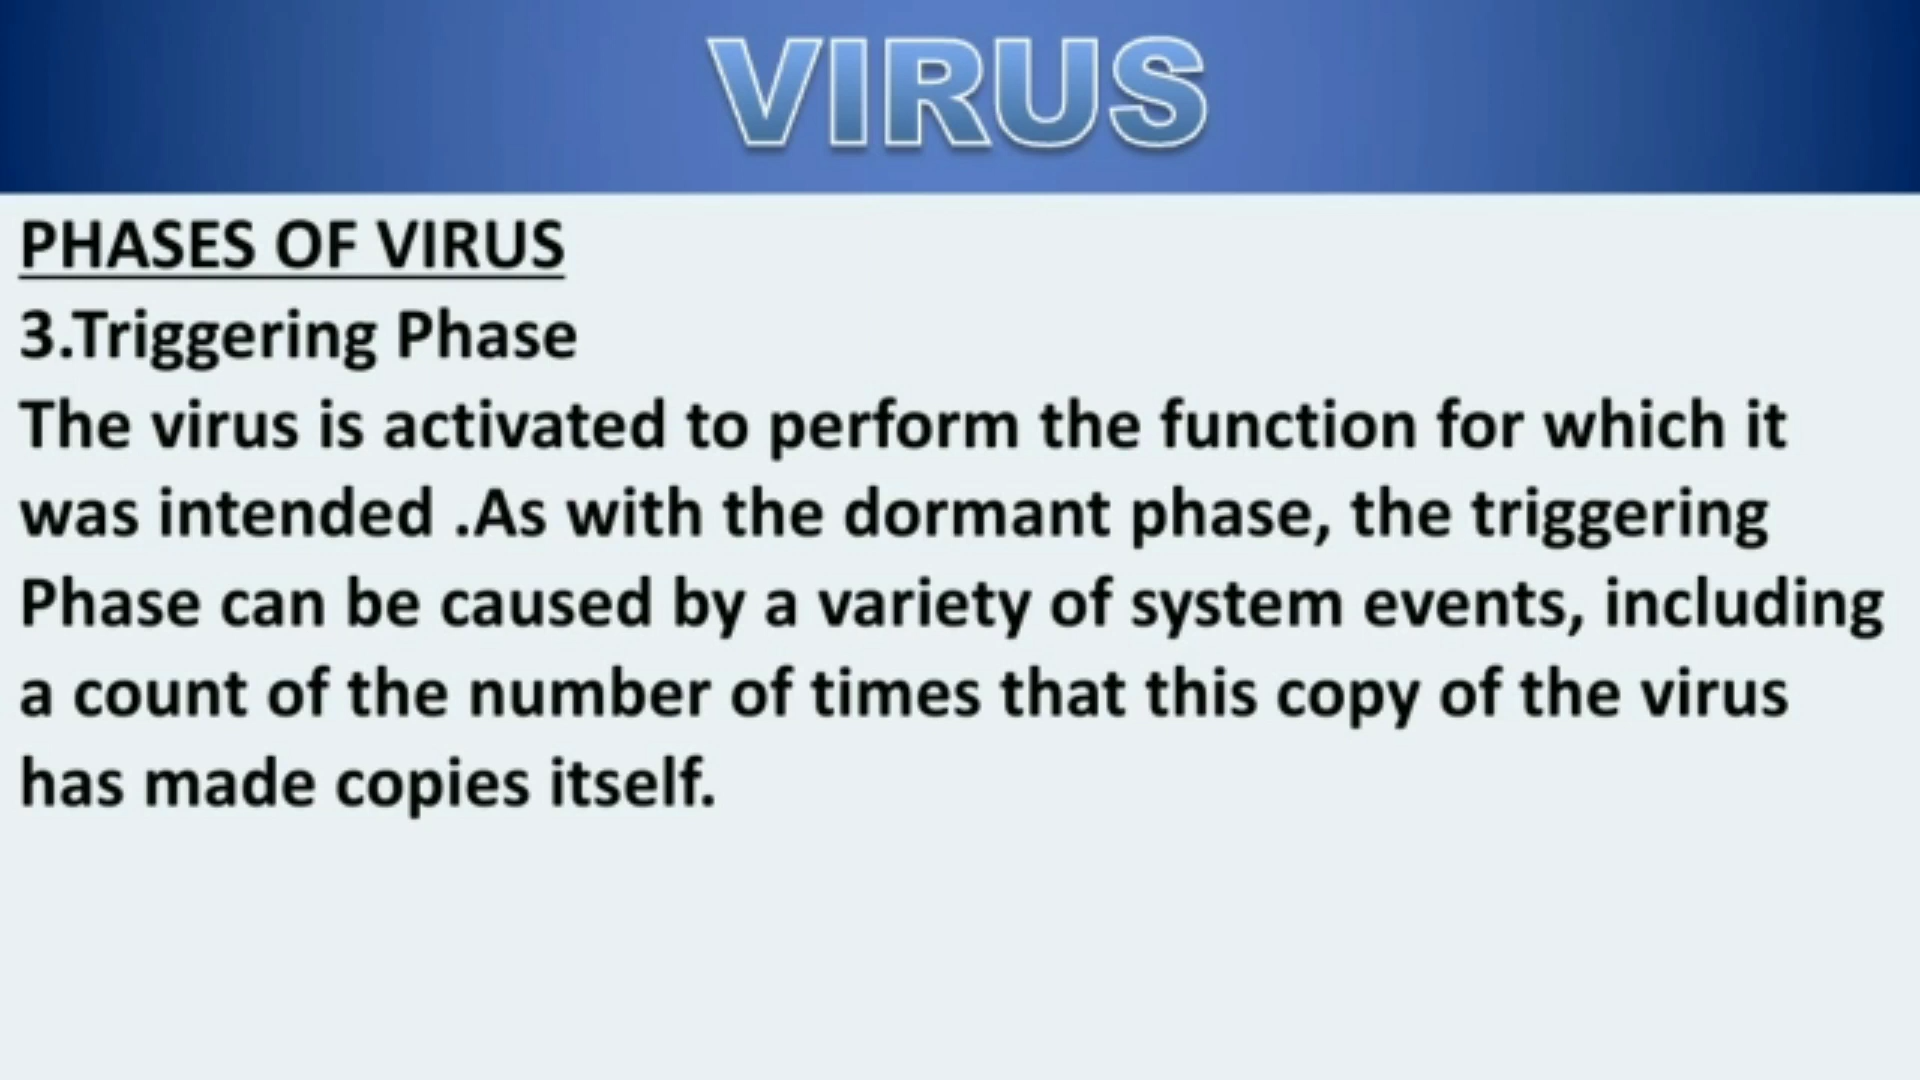 VIRUS
PHASES OF VIRUS
3.Triggering Phase
The virus is activated to perform the function for which it
was intended .As with the dormant phase, the triggering
Phase can be caused by a variety of system events, including
a count of the number of times that this copy of the virus
has made copies itself.